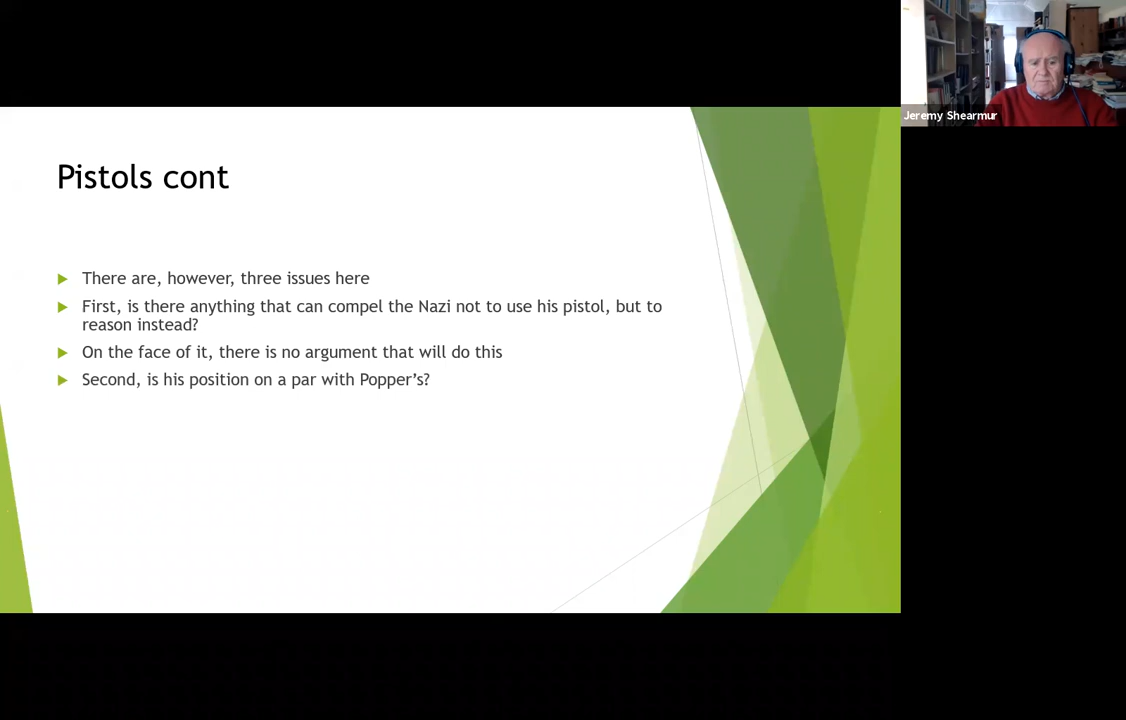 Jeremy Shearmur
Pistols cont
There are, however, three issues here
First, is there anything that can compel the Nazi not to use his pistol, but to
reason instead?
On the face of it, there is no argument that will do this
Second, is his position on a par with Popper's?